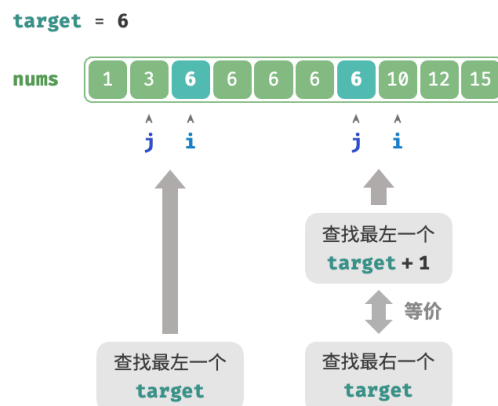 target = 6
nums 1 3 6 6 6 6 6 10 12 15
j i j i
查找最左一个
target + 1
等价
查找最左一个 查找最右一个
target target